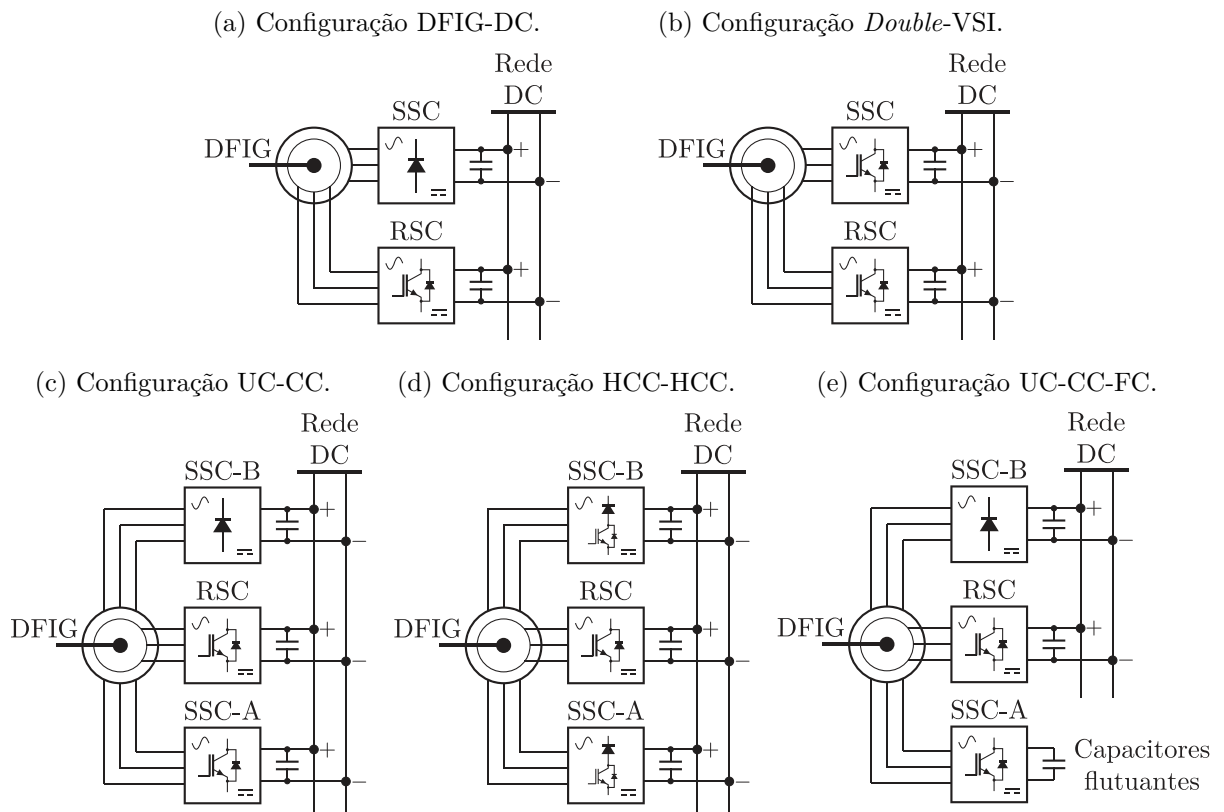 (a) Configuração DFIG-DC.
Rede
DC
DFIG
SSC
+
−
RSC
+
−
(b) Configuração Double-VSI.
Rede
DC
DFIG
SSC
+
−
RSC
+
−
(c) Configuração UC-CC.
Rede
DC
SSC-B
+
−
DFIG
RSC
+
−
SSC-A
+
−
(d) Configuração HCC-HCC.
Rede
DC
SSC-B
+
−
DFIG
RSC
+
−
SSC-A
+
−
(e) Configuração UC-CC-FC.
Rede
DC
SSC-B
+
−
DFIG
RSC
+
−
SSC-A
Capacitores
flutuantes